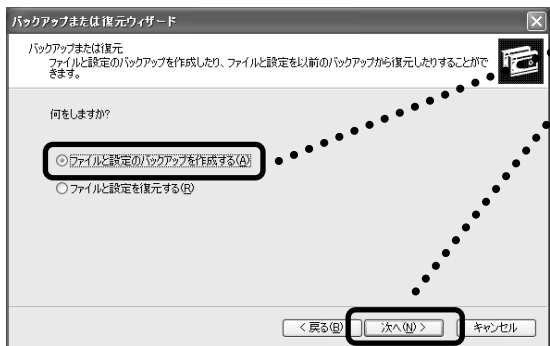 バックアップまたは復元ウィザード
バックアップまたは復元
ファイルと設定のバックアップを作成したり、ファイルと設定を以前のバックアップから復元したりすることがで
きます。
何をしますか?
ファイルと設定のバックアップを作成する(A)
ファイルと設定を復元する(R)
< 戻る(B) 次へ(N) > キャンセル